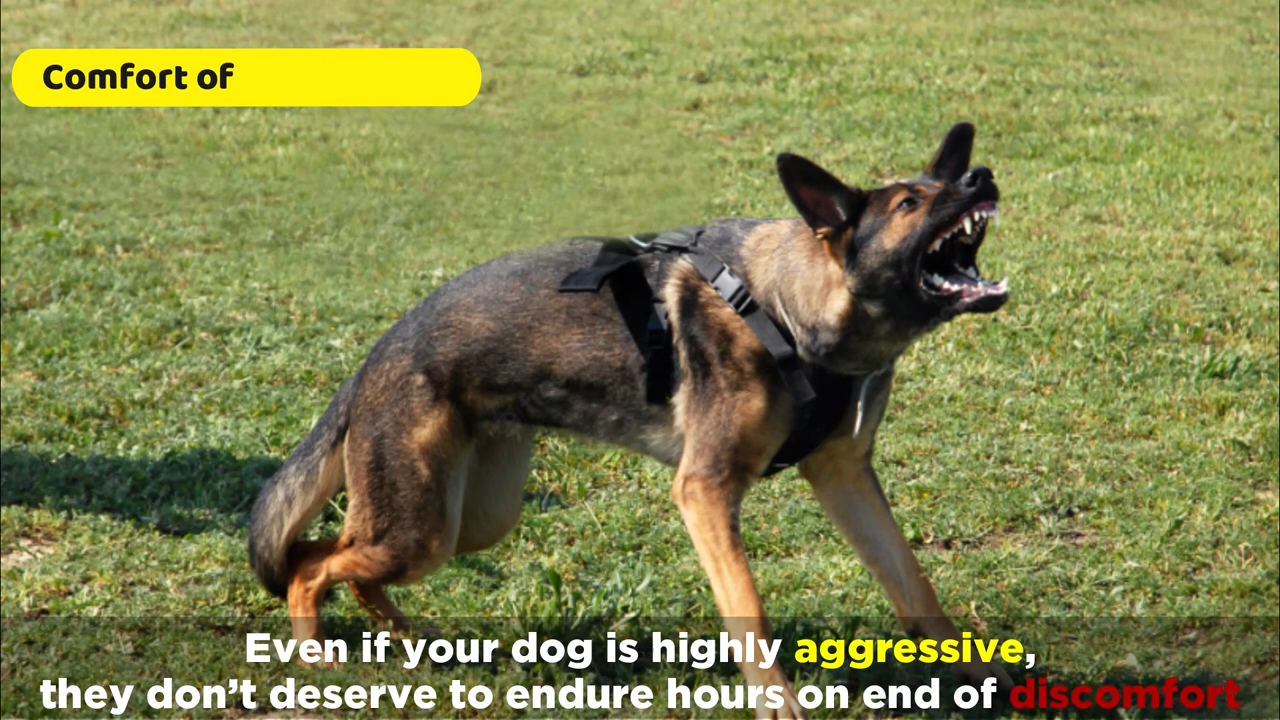 Comfort of
Even if your dog is highly aggressive,
they don't deserve to endure hours on end of discomfort